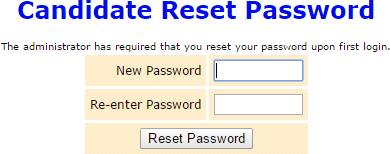 Candidate Reset Password
The administrator has required that you reset your password upon first login.
New Password
Re-enter Password
Reset Password